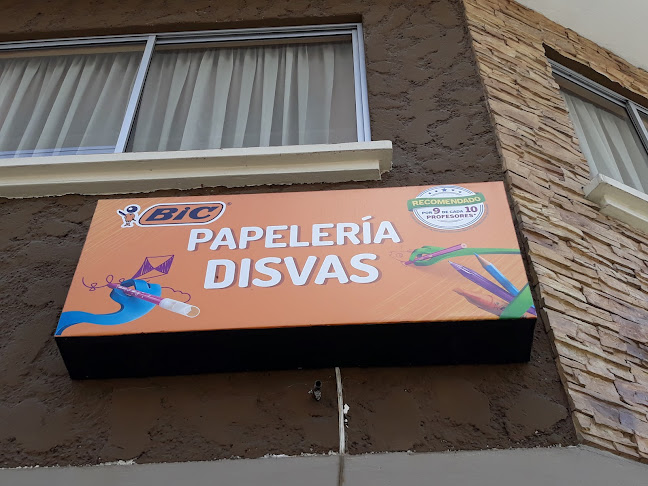 BiC
PAPELERÍA
DISVAS
RECOMENDADO
POR 9 DE CADA 10
PROFESORES*